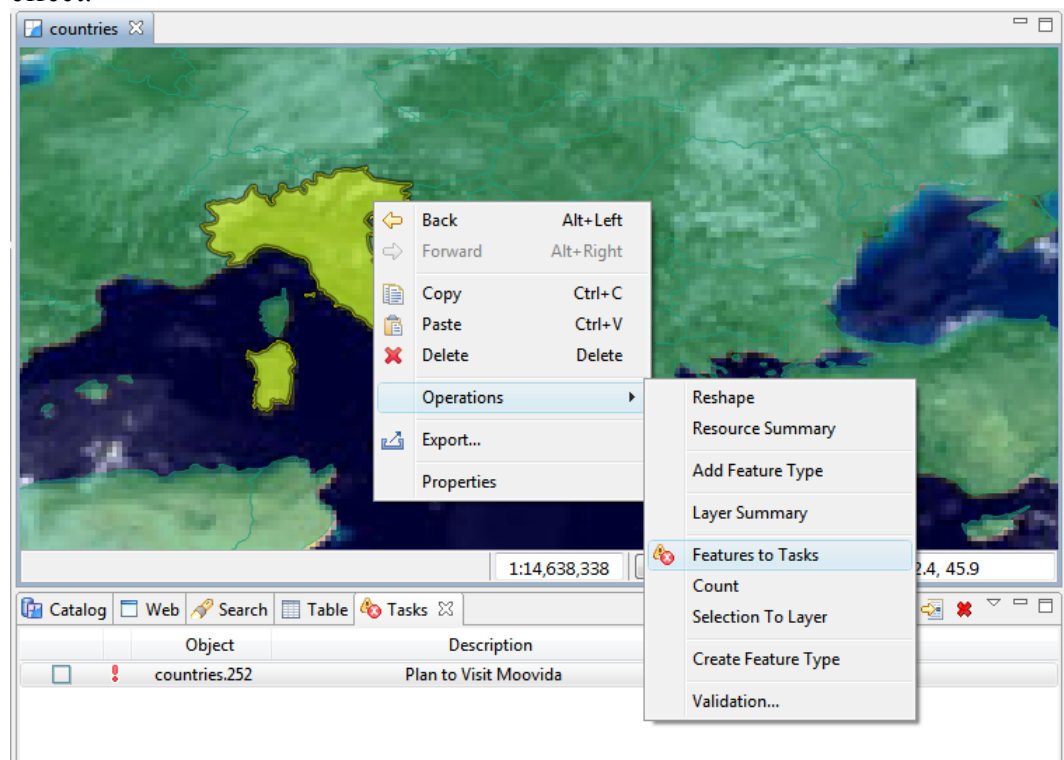 countries
Back Alt+Left
Forward Alt+Right
Copy Ctrl+C
Paste Ctrl+V
Delete Delete
Operations
Export...
Properties
Reshape
Resource Summary
Add Feature Type
Layer Summary
Features to Tasks
Count
Selection To Layer
Create Feature Type
Validation...
1:14,638,338
2.4, 45.9
Catalog Web Search Table Tasks
Object Description
countries.252 Plan to Visit Moovida